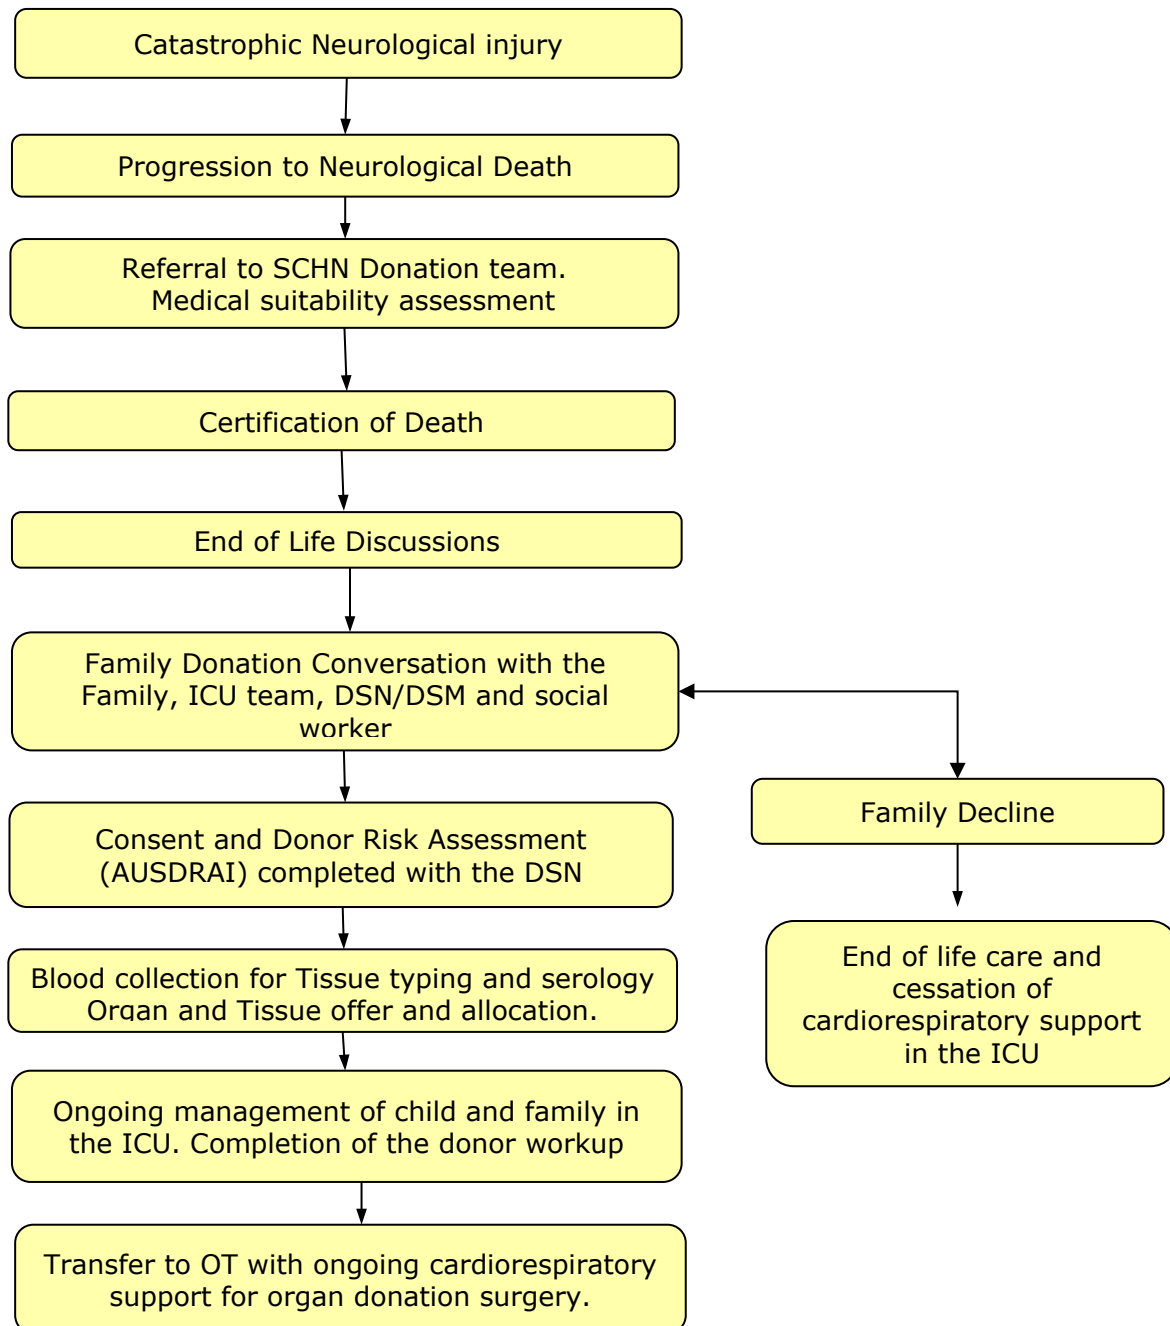 Catastrophic Neurological injury
Progression to Neurological Death
Referral to SCHN Donation team.
Medical suitability assessment
Certification of Death
End of Life Discussions
Family Donation Conversation with the
Family, ICU team, DSN/DSM and social
worker
Family Decline
Consent and Donor Risk Assessment
(AUSDRAI) completed with the DSN
End of life care and
cessation of
cardiorespiratory support
in the ICU
Blood collection for Tissue typing and serology
Organ and Tissue offer and allocation.
Ongoing management of child and family in
the ICU. Completion of the donor workup
Transfer to OT with ongoing cardiorespiratory
support for organ donation surgery.